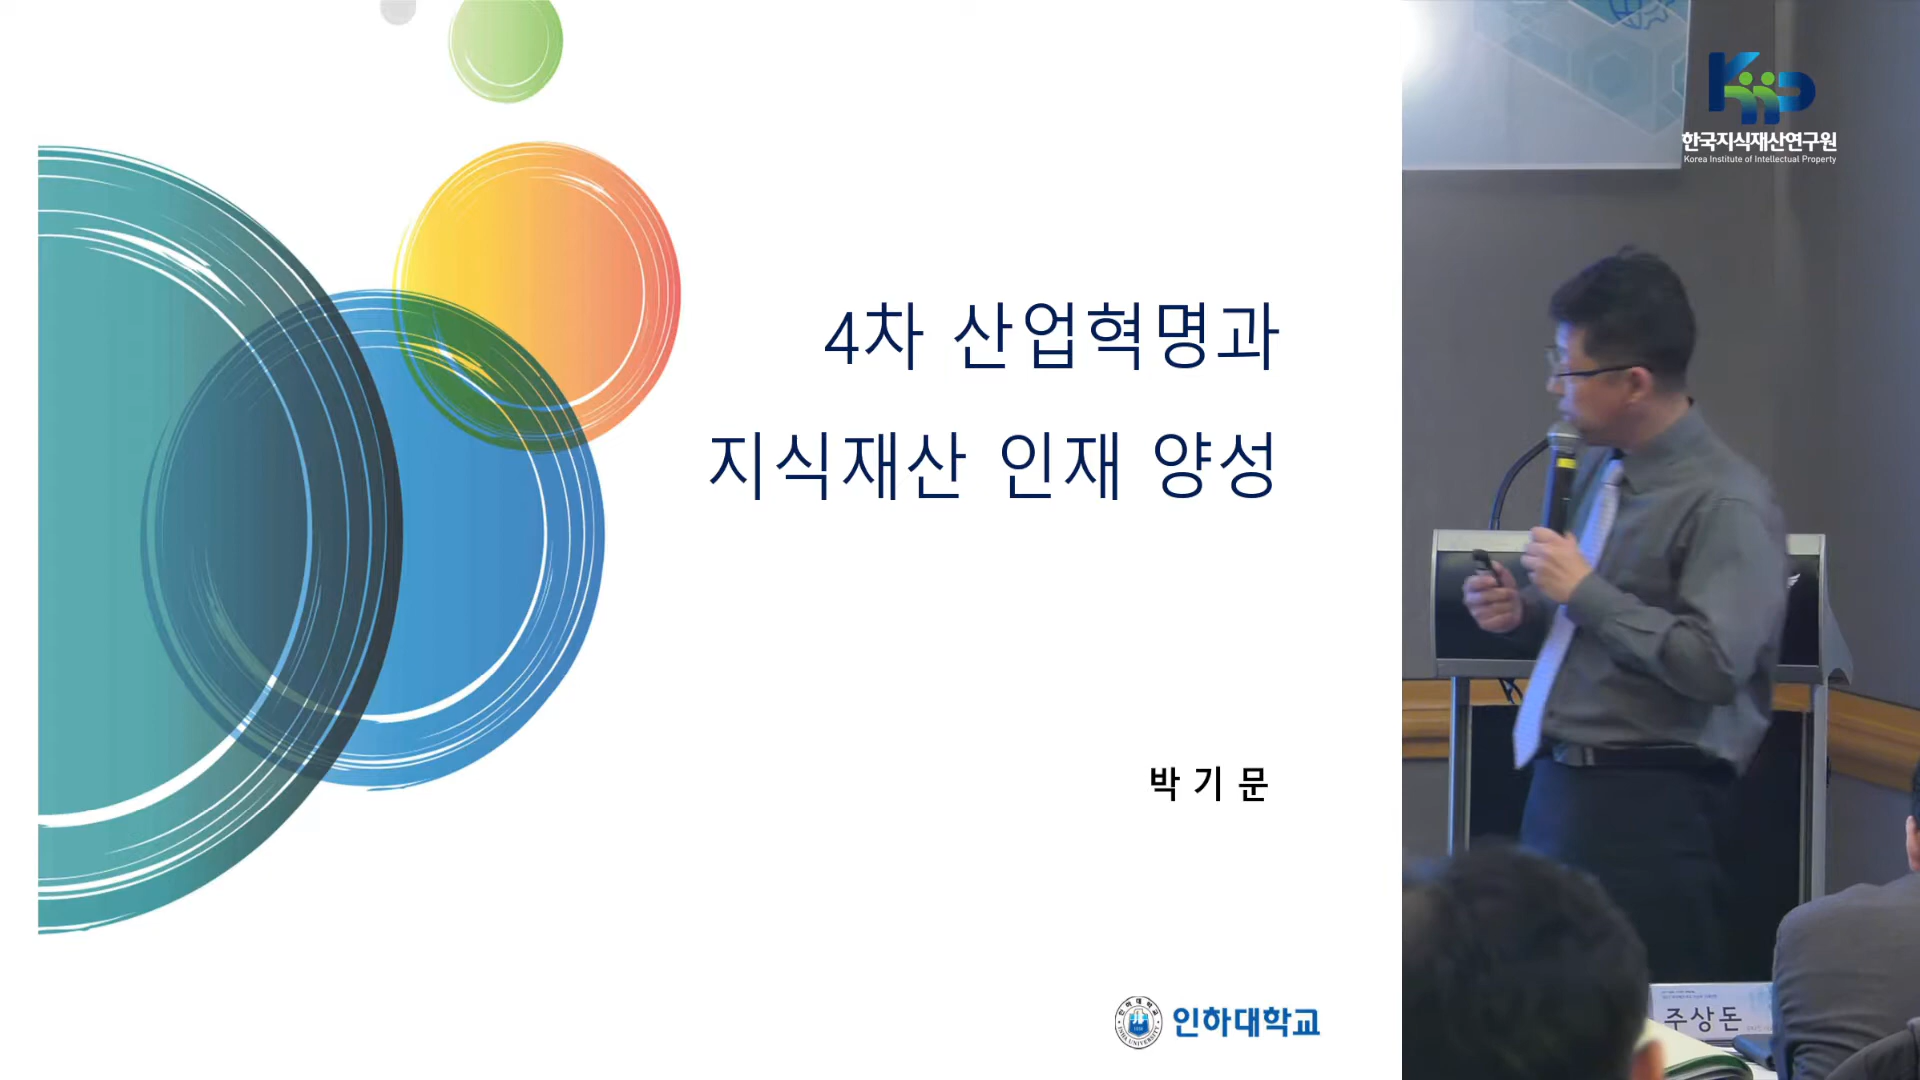 4차 산업혁명과
지식재산 인재 양성
박 기 문
인하대학교
INHA UNIVERSITY
한국지식재산연구원
Korea Institute of Intellectual Property
주상돈